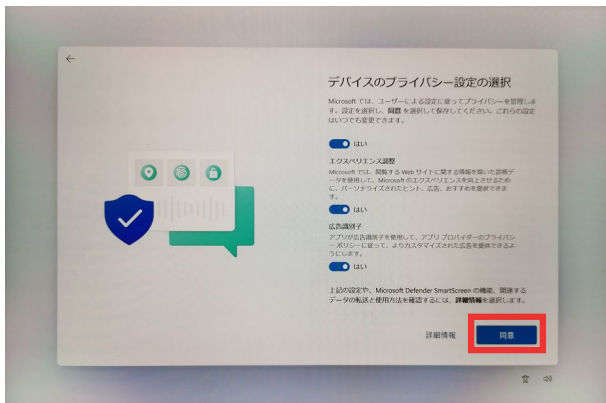 デバイスのプライバシー設定の選択
Microsoft では、ユーザーによる設定に従ってプライバシーを管理しま
す。設定を選択し、同意 を選択して保存してください。これらの設定
はいつでも変更できます。
はい
エクスペリエンス調整
Microsoft では、閲覧する Web サイトに関する情報を除いた診断デ
ータを使用して、Microsoft のエクスペリエンスを向上させるため
に、パーソナライズされたヒント、広告、おすすめを提供できま
す。
はい
広告識別子
アプリが広告識別子を使用して、アプリ プロバイダーのプライバシ
ー ポリシーに従って、よりカスタマイズされた広告を提供できるよ
うにします。
はい
上記の設定や、Microsoft Defender SmartScreen の機能、関連する
データの転送と使用方法を確認するには、詳細情報を選択します。
詳細情報
同意